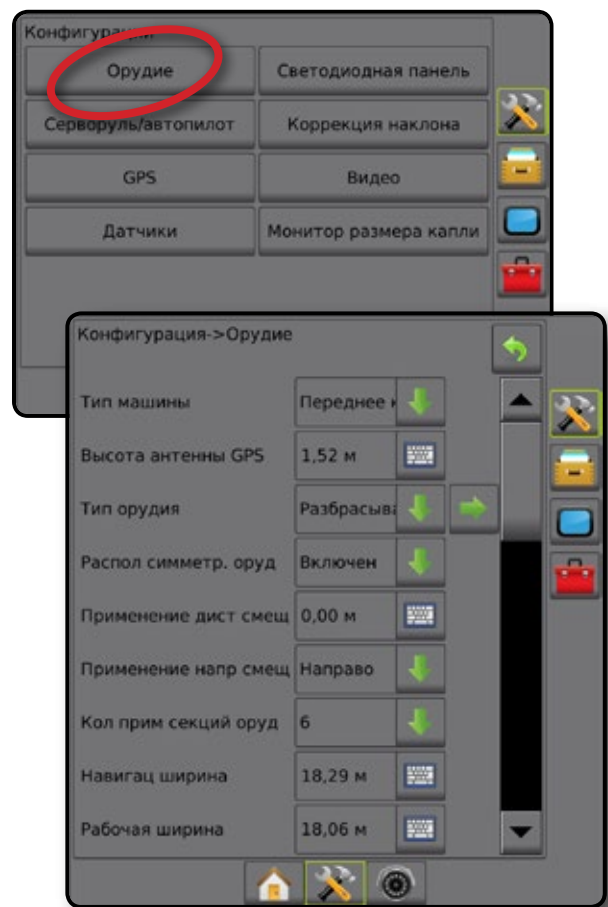 Конфигурации
Орудие
Светодиодная панель
Серворуль/автопилот
Коррекция наклона
GPS
Видео
Датчики
Монитор размера капли
Конфигурация->Орудие
Тип машины
Переднее к
Высота антенны GPS
1,52 м
Тип орудия
Разбрасыва
Распол симметр. оруд
Включен
Применение дист смещ
0,00 м
Применение напр смещ
Направо
Кол прим секций оруд
6
Навигац ширина
18,29 м
Рабочая ширина
18,06 м